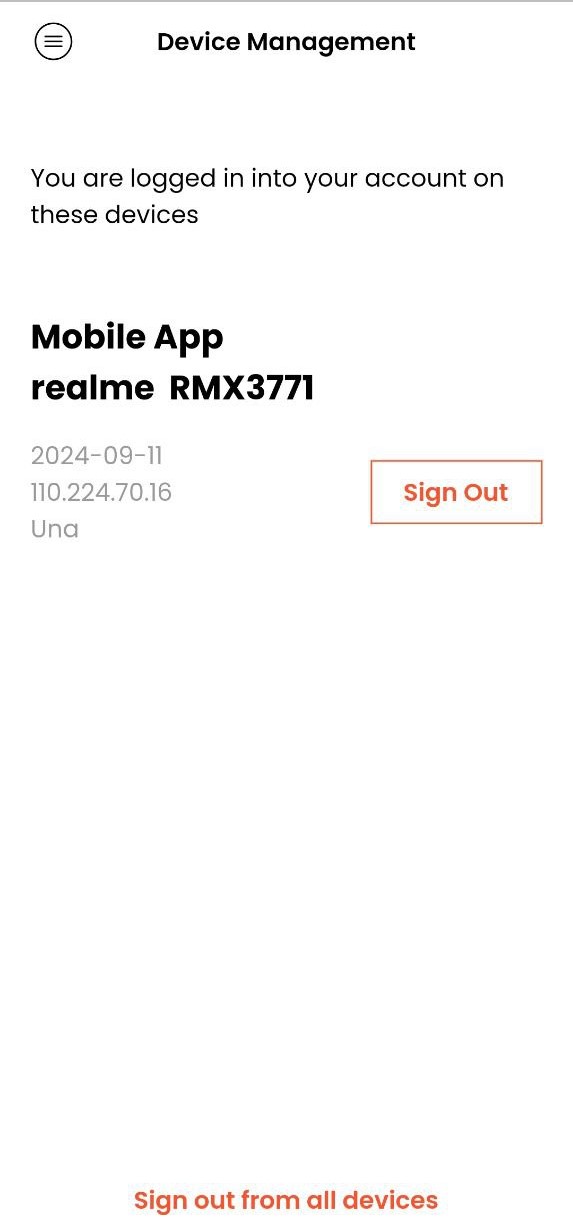 Device Management
You are logged in into your account on
these devices
Mobile App
realme RMX3771
2024-09-11
110.224.70.16
Una
Sign Out
Sign out from all devices